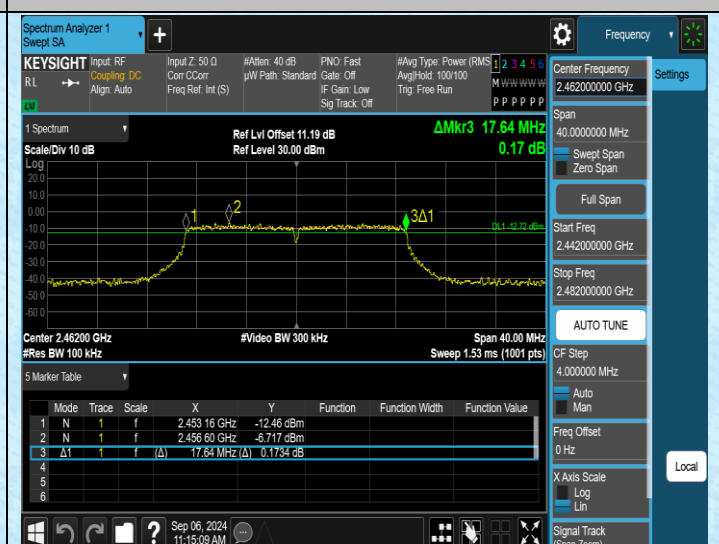 Spectrum Analyzer 1
Swept SA
Frequency
KEYSIGHT
RL
LXI
Input: RF
Coupling: DC
Align: Auto
Input Z: 50 Ω
Corr CCorr
Freq Ref: Int (S)
#Atten: 40 dB
µW Path: Standard
PNO: Fast
Gate: Off
IF Gain: Low
Sig Track: Off
#Avg Type: Power (RMS
Avg|Hold: 100/100
Trig: Free Run
1 2 3 4 5 6
M W W W W W
P P P P P P
1 Spectrum
Scale/Div 10 dB
Ref Lvl Offset 11.19 dB
Ref Level 30.00 dBm
ΔMkr3 17.64 MHz
0.17 dB
Log
20.0
10.0
0.00
-10.0
-20.0
-30.0
-40.0
-50.0
-60.0
1
2
3Δ1
DL1 -12.72 dBm
Center 2.46200 GHz
#Res BW 100 kHz
#Video BW 300 kHz
Span 40.00 MHz
Sweep 1.53 ms (1001 pts)
5 Marker Table
Mode Trace Scale X Y Function Function Width Function Value
1 N 1 f 2.453 16 GHz -12.46 dBm
2 N 1 f 2.456 60 GHz -6.717 dBm
3 Δ1 1 f (Δ) 17.64 MHz (Δ) 0.1734 dB
4
5
6
?
Sep 06, 2024
11:15:09 AM
Center Frequency
2.462000000 GHz
Settings
Span
40.0000000 MHz
Swept Span
Zero Span
Full Span
Start Freq
2.442000000 GHz
Stop Freq
2.482000000 GHz
AUTO TUNE
CF Step
4.000000 MHz
Auto
Man
Freq Offset
0 Hz
X Axis Scale
Log
Lin
Local
Signal Track
(Span Zoom)